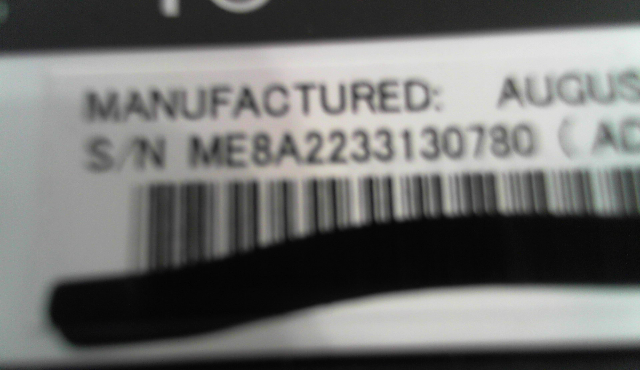 MANUFACTURED: AUGUS
S/N ME8A2233130780 ( AD